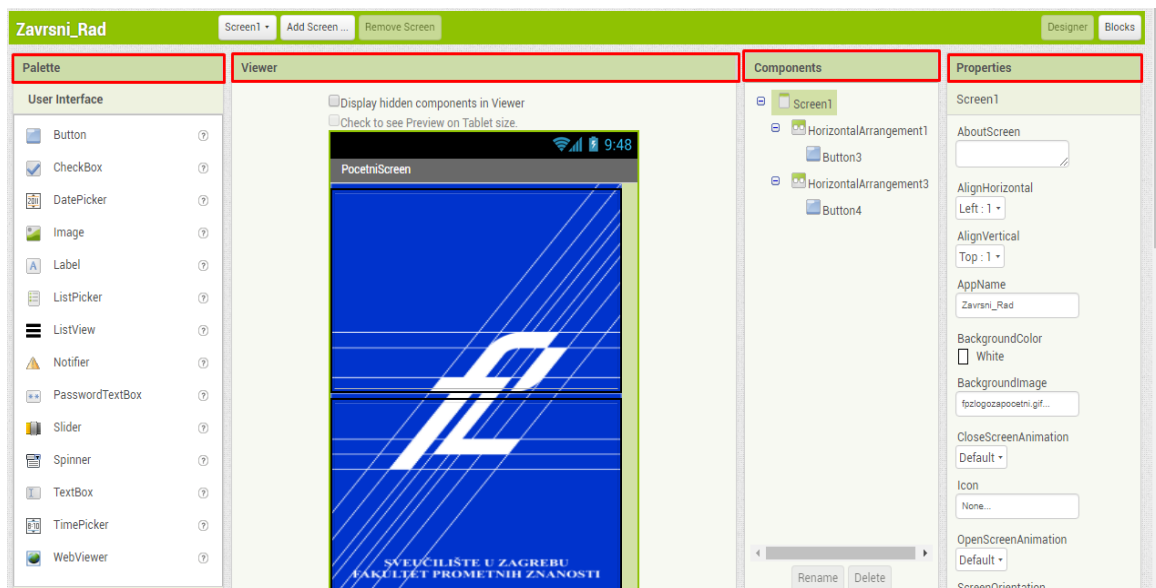 Zavrsni_Rad
Screen1
Add Screen ...
Remove Screen
Designer
Blocks
Palette
User Interface
Button
CheckBox
DatePicker
Image
Label
ListPicker
ListView
Notifier
PasswordTextBox
Slider
Spinner
TextBox
TimePicker
WebViewer
Viewer
Display hidden components in Viewer
Check to see Preview on Tablet size.
9:48
PocetniScreen
SVEUČILIŠTE U ZAGREBU
FAKULTET PROMETNIH ZNANOSTI
Components
Screen1
HorizontalArrangement1
Button3
HorizontalArrangement3
Button4
Rename
Delete
Properties
Screen1
AboutScreen
AlignHorizontal
Left : 1
AlignVertical
Top : 1
AppName
Zavrsni_Rad
BackgroundColor
White
BackgroundImage
fpzlogozapocetni.gif...
CloseScreenAnimation
Default
Icon
None...
OpenScreenAnimation
Default
ScreenOrientation